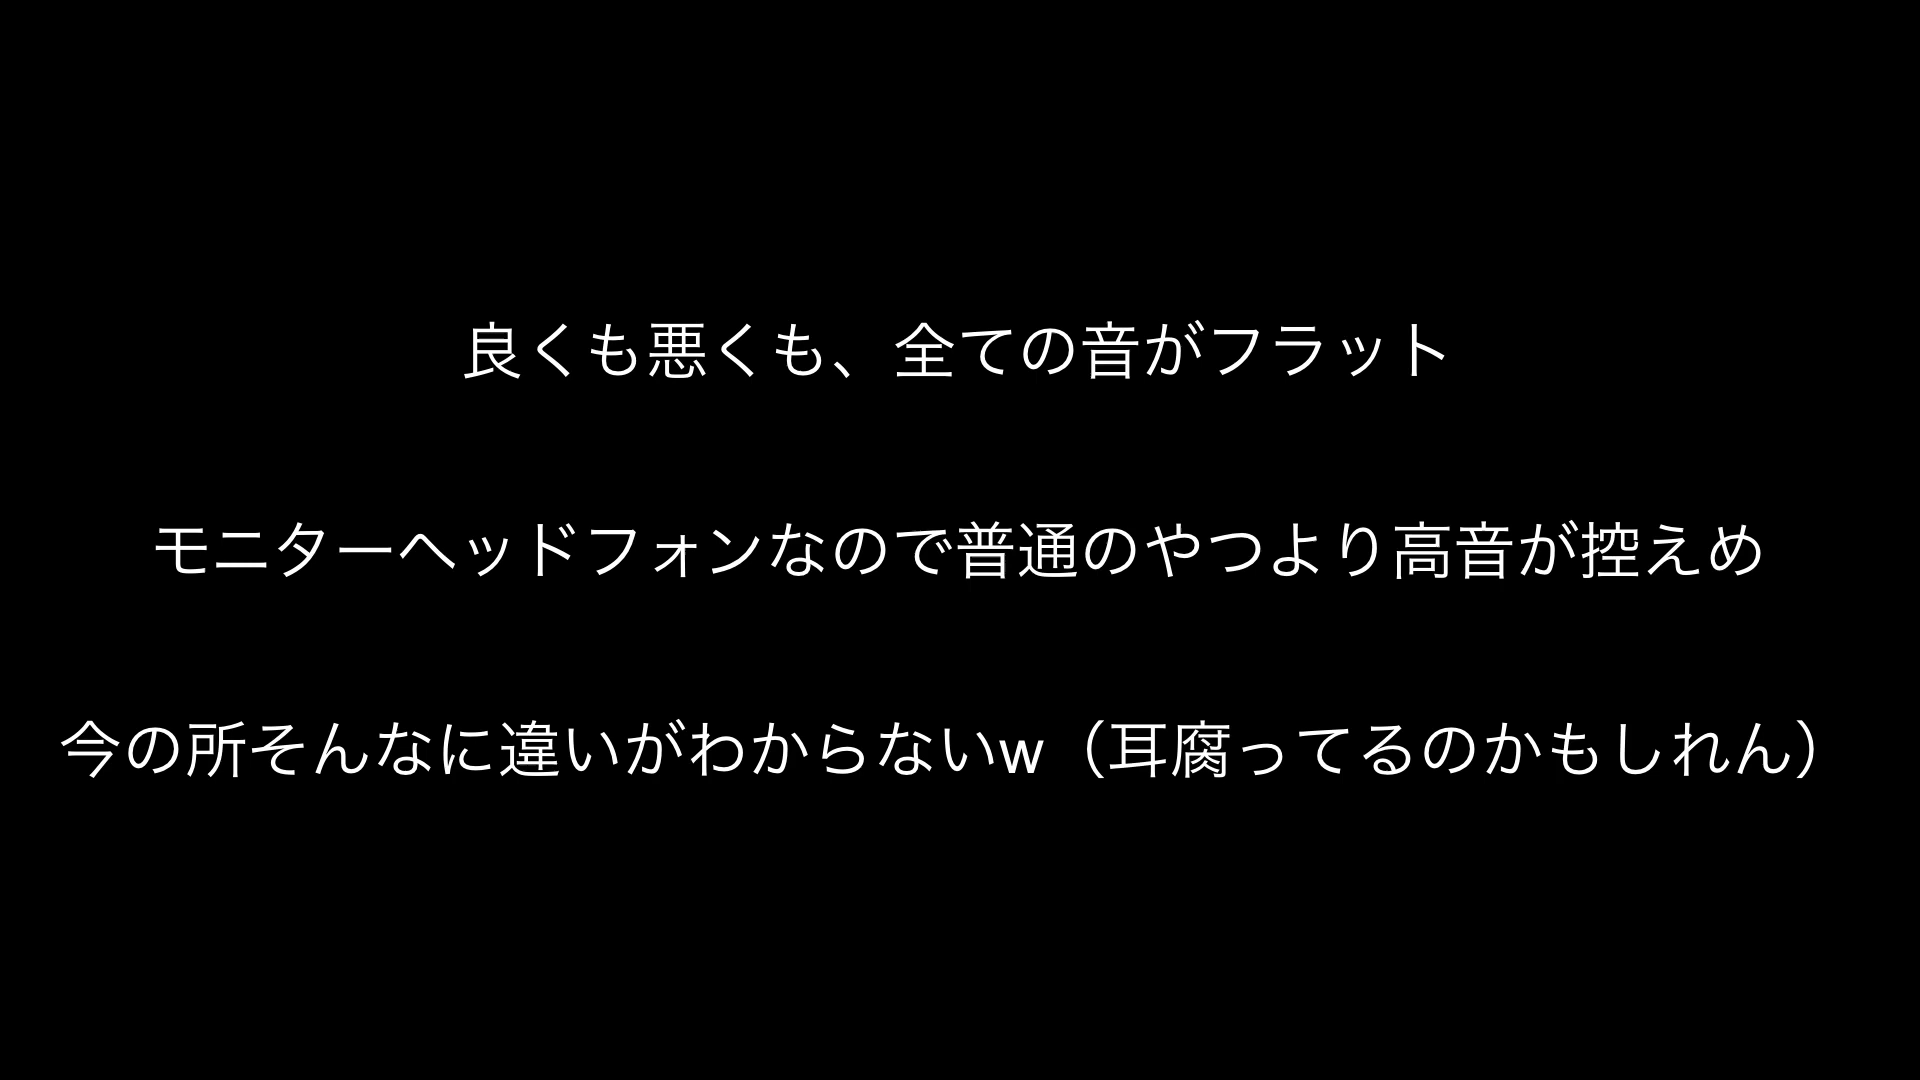 良くも悪くも、全ての音がフラット
モニターヘッドフォンなので普通のやつより高音が控えめ
今の所そんなに違いがわからないw（耳腐ってるのかもしれん）